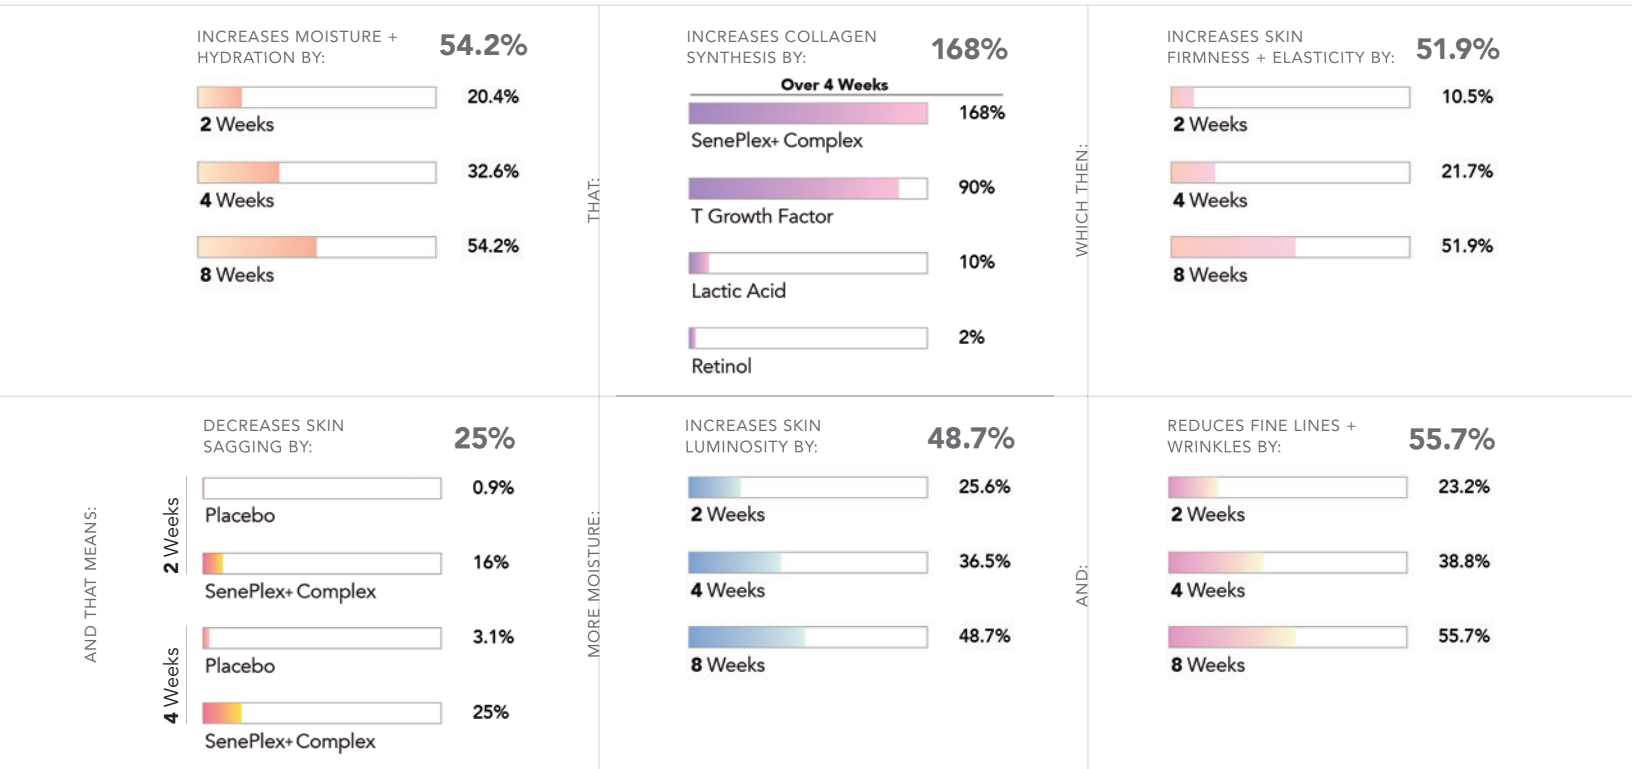 INCREASES MOISTURE +
HYDRATION BY:
54.2%
20.4%
2 Weeks
32.6%
4 Weeks
54.2%
8 Weeks
THAT:
INCREASES COLLAGEN
SYNTHESIS BY:
168%
Over 4 Weeks
168%
SenePlex+ Complex
90%
T Growth Factor
10%
Lactic Acid
2%
Retinol
WHICH THEN:
INCREASES SKIN
FIRMNESS + ELASTICITY BY:
51.9%
10.5%
2 Weeks
21.7%
4 Weeks
51.9%
8 Weeks
AND THAT MEANS:
DECREASES SKIN
SAGGING BY:
25%
2 Weeks
0.9%
Placebo
16%
SenePlex+ Complex
4 Weeks
3.1%
Placebo
25%
SenePlex+ Complex
MORE MOISTURE:
INCREASES SKIN
LUMINOSITY BY:
48.7%
25.6%
2 Weeks
36.5%
4 Weeks
48.7%
8 Weeks
AND:
REDUCES FINE LINES +
WRINKLES BY:
55.7%
23.2%
2 Weeks
38.8%
4 Weeks
55.7%
8 Weeks